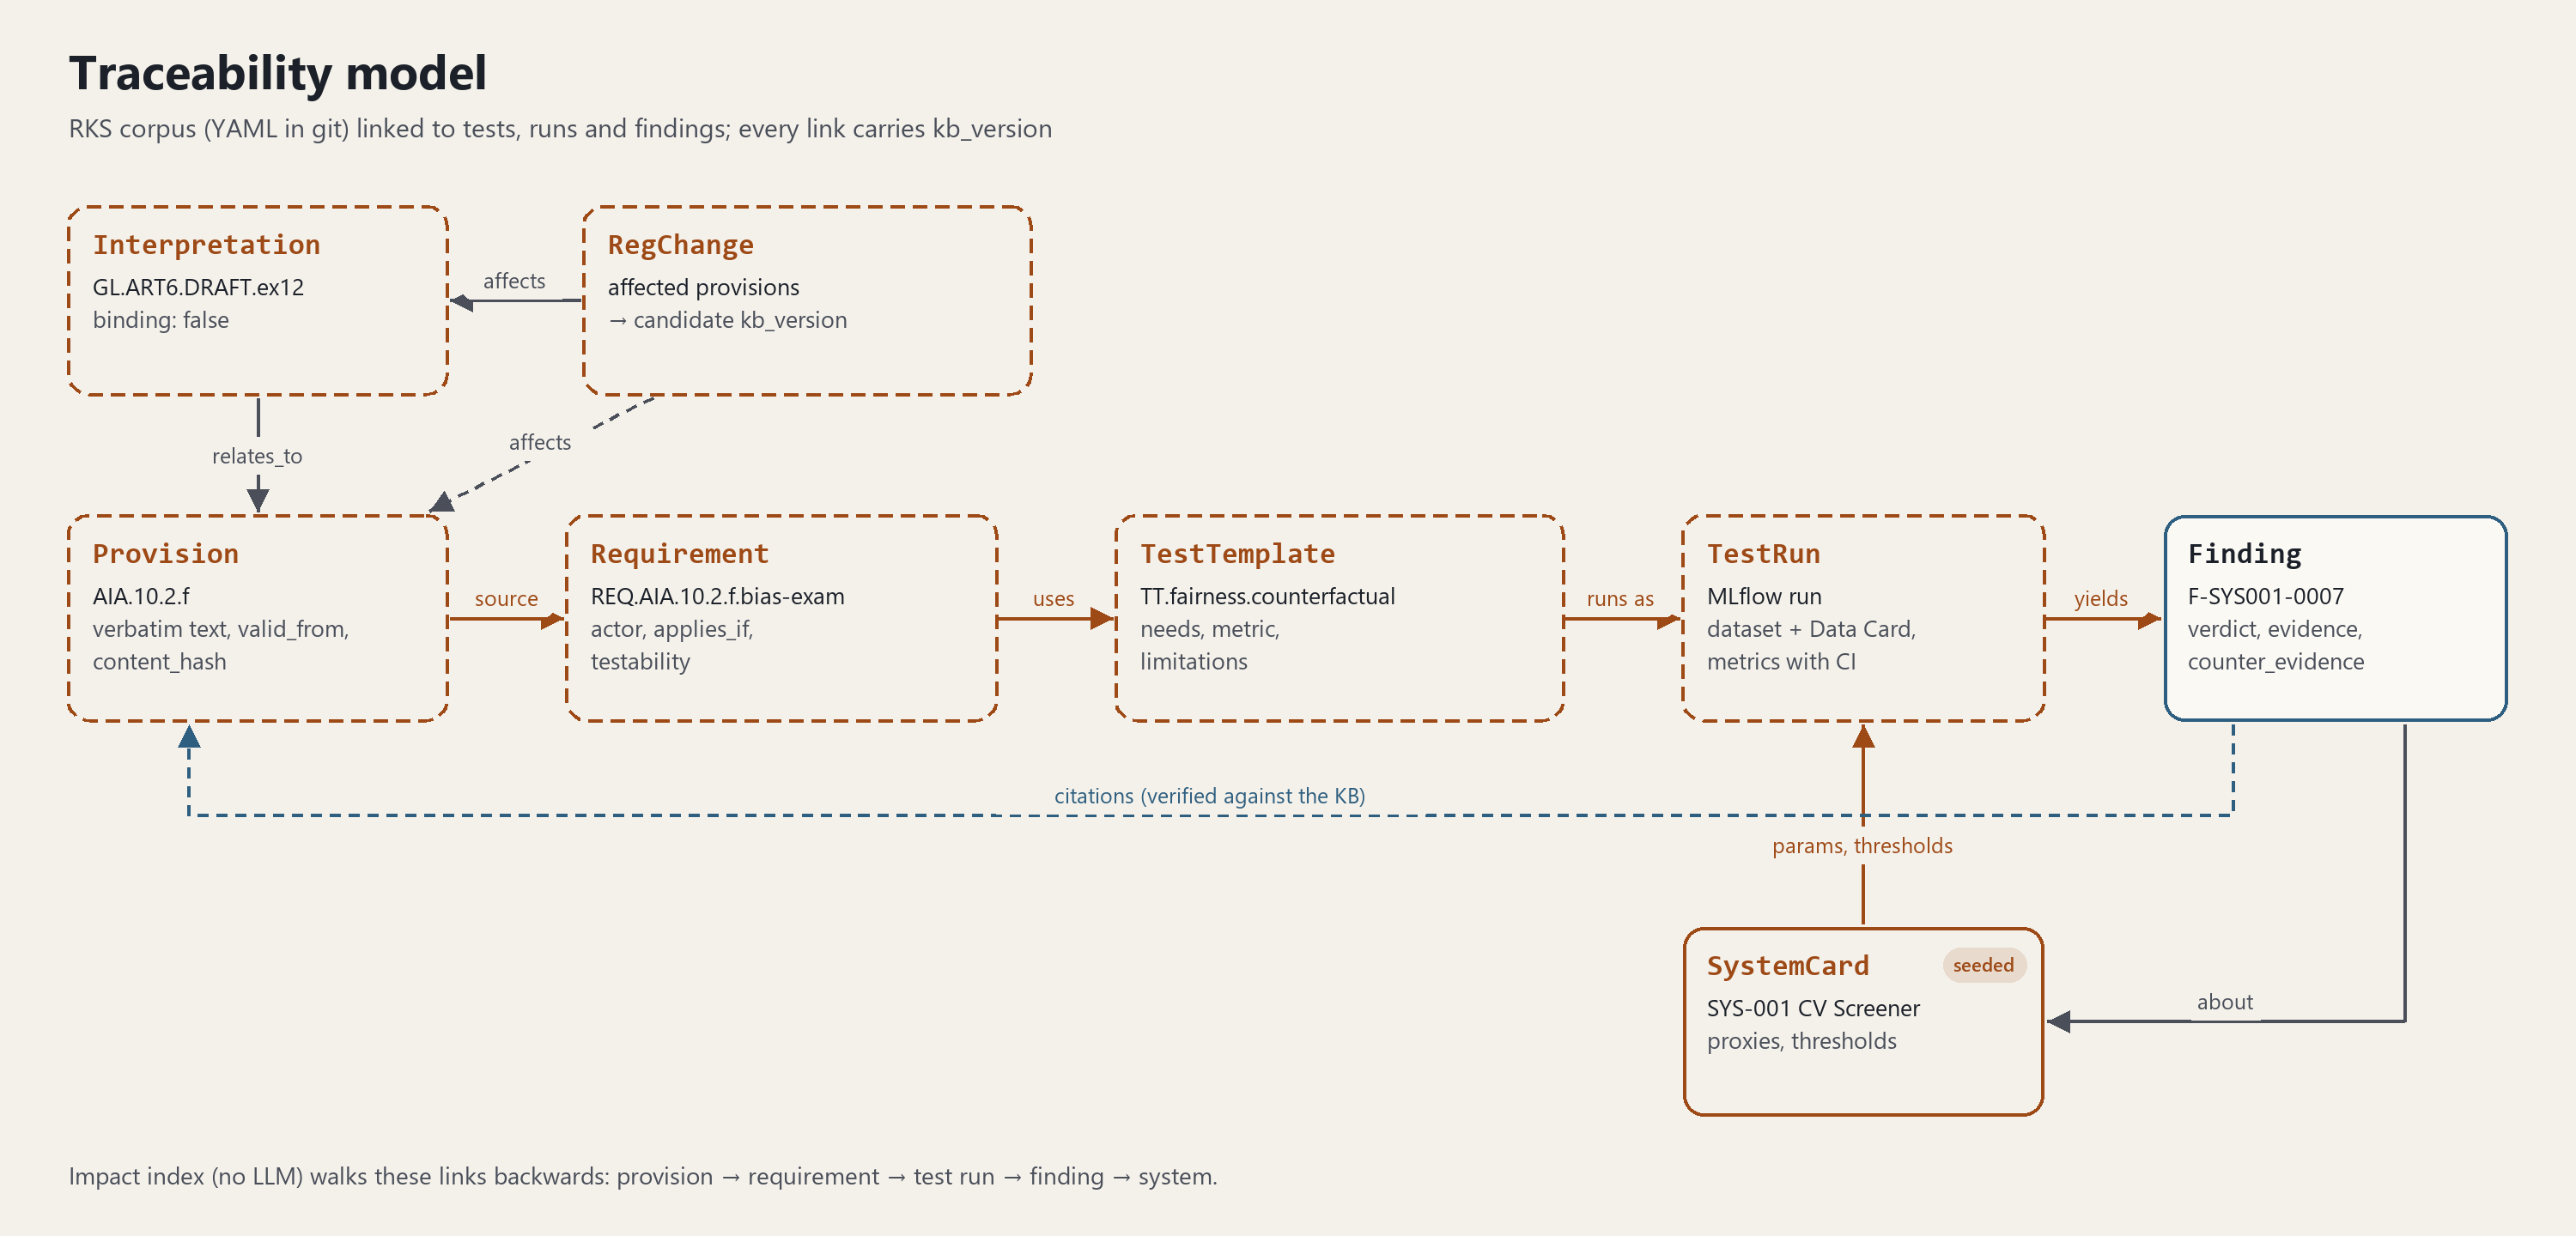 Traceability model
RKS corpus (YAML in git) linked to tests, runs and findings; every link carries kb_version
Interpretation
GL.ART6.DRAFT.ex12
binding: false
affects
RegChange
affected provisions
→ candidate kb_version
relates_to
affects
Provision
AIA.10.2.f
verbatim text, valid_from,
content_hash
source
Requirement
REQ.AIA.10.2.f.bias-exam
actor, applies_if,
testability
uses
TestTemplate
TT.fairness.counterfactual
needs, metric,
limitations
runs as
TestRun
MLflow run
dataset + Data Card,
metrics with CI
yields
Finding
F-SYS001-0007
verdict, evidence,
counter_evidence
citations (verified against the KB)
params, thresholds
SystemCard
seeded
SYS-001 CV Screener
proxies, thresholds
about
Impact index (no LLM) walks these links backwards: provision → requirement → test run → finding → system.